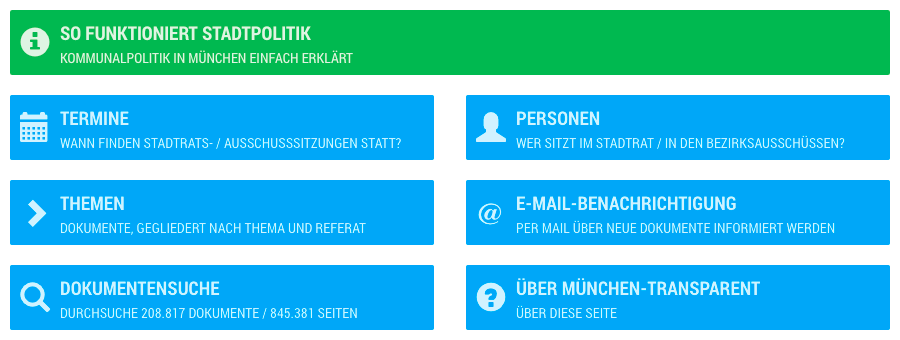 SO FUNKTIONIERT STADTPOLITIK
KOMMUNALPOLITIK IN MÜNCHEN EINFACH ERKLÄRT
TERMINE
WANN FINDEN STADTRATS- / AUSSCHUSSSITZUNGEN STATT?
PERSONEN
WER SITZT IM STADTRAT / IN DEN BEZIRKSAUSSCHÜSSEN?
THEMEN
DOKUMENTE, GEGLIEDERT NACH THEMA UND REFERAT
@
E-MAIL-BENACHRICHTIGUNG
PER MAIL ÜBER NEUE DOKUMENTE INFORMIERT WERDEN
DOKUMENTENSUCHE
DURCHSUCHE 208.817 DOKUMENTE / 845.381 SEITEN
ÜBER MÜNCHEN-TRANSPARENT
ÜBER DIESE SEITE